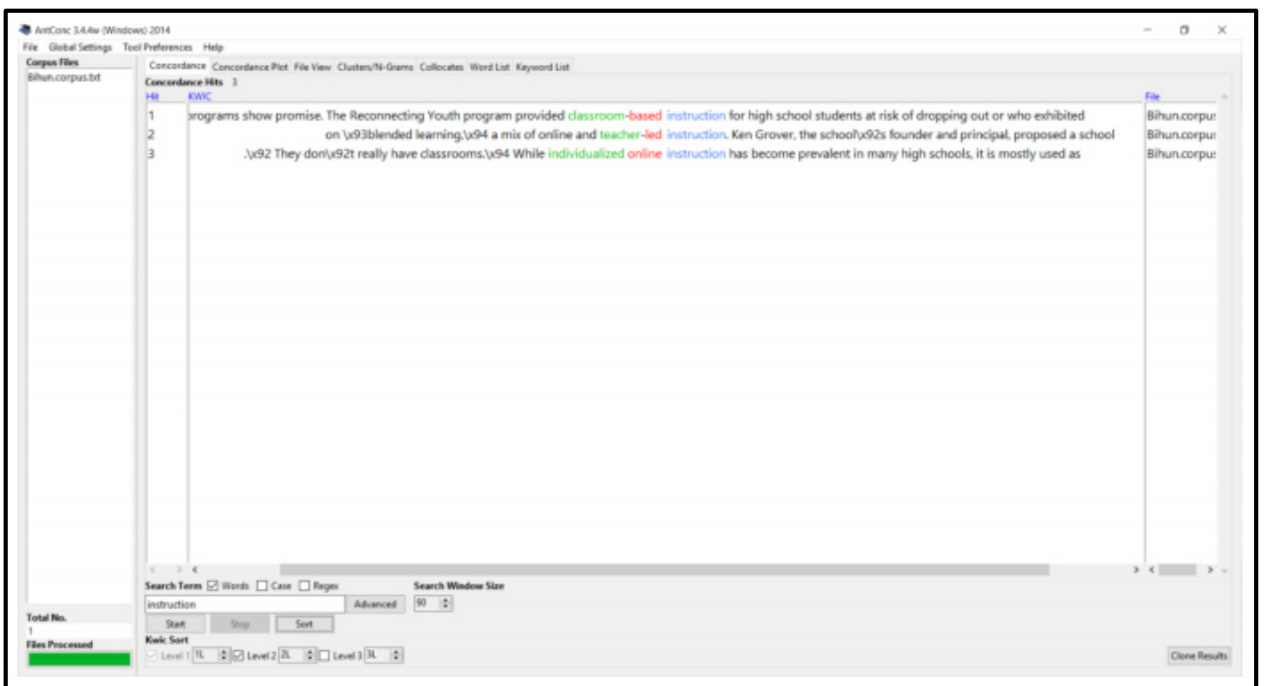 AntConc 3.4.4w (Windows) 2014
File Global Settings Tool Preferences Help
Corpus Files
Bihun.corpus.txt
Concordance Concordance Plot File View Clusters/N-Grams Collocates Word List Keyword List
Concordance Hits 3
Hit KWIC File
1 programs show promise. The Reconnecting Youth program provided classroom-based instruction for high school students at risk of dropping out or who exhibited Bihun.corpu
2 on \x93blended learning,\x94 a mix of online and teacher-led instruction. Ken Grover, the school\x92s founder and principal, proposed a school Bihun.corpu
3 .\x92 They don\x92t really have classrooms.\x94 While individualized online instruction has become prevalent in many high schools, it is mostly used as Bihun.corpu
Search Term Words Case Regex Search Window Size
instruction Advanced 90
Total No.
1
Start Stop Sort
Files Processed
Kwic Sort
Level 1 1L Level 2 2L Level 3 3L Clone Results